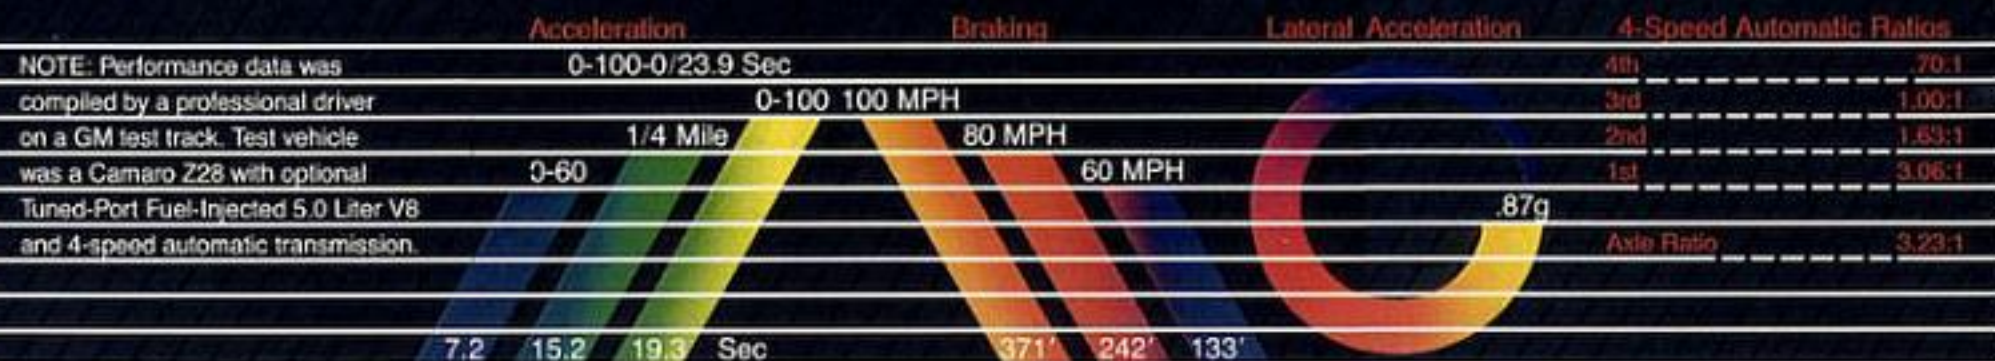 Acceleration Braking Lateral Acceleration 4-Speed Automatic Ratios
NOTE: Performance data was
compiled by a professional driver
on a GM test track. Test vehicle
was a Camaro Z28 with optional
Tuned-Port Fuel-Injected 5.0 Liter V8
and 4-speed automatic transmission.
0-100-0/23.9 Sec
0-100 100 MPH
1/4 Mile 80 MPH
0-60 60 MPH
.87g
7.2 15.2 19.3 Sec 371' 242' 133'
4th .70:1
3rd 1.00:1
2nd 1.63:1
1st 3.06:1
Axle Ratio 3.23:1